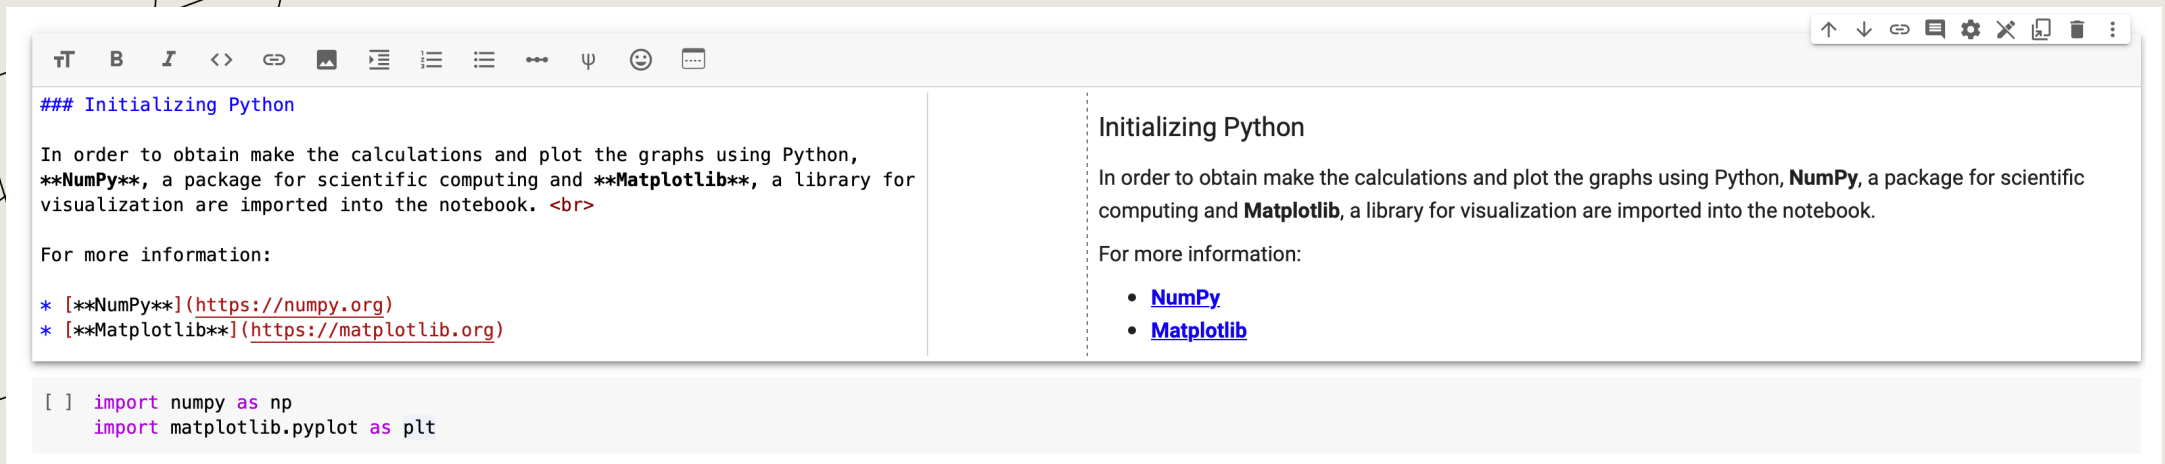 ### Initializing Python
In order to obtain make the calculations and plot the graphs using Python,
**NumPy**, a package for scientific computing and **Matplotlib**, a library for
visualization are imported into the notebook. <br>
For more information:
* [**NumPy**](https://numpy.org)
* [**Matplotlib**](https://matplotlib.org)
Initializing Python
In order to obtain make the calculations and plot the graphs using Python, NumPy, a package for scientific
computing and Matplotlib, a library for visualization are imported into the notebook.
For more information:
• NumPy
• Matplotlib
[ ] import numpy as np
import matplotlib.pyplot as plt